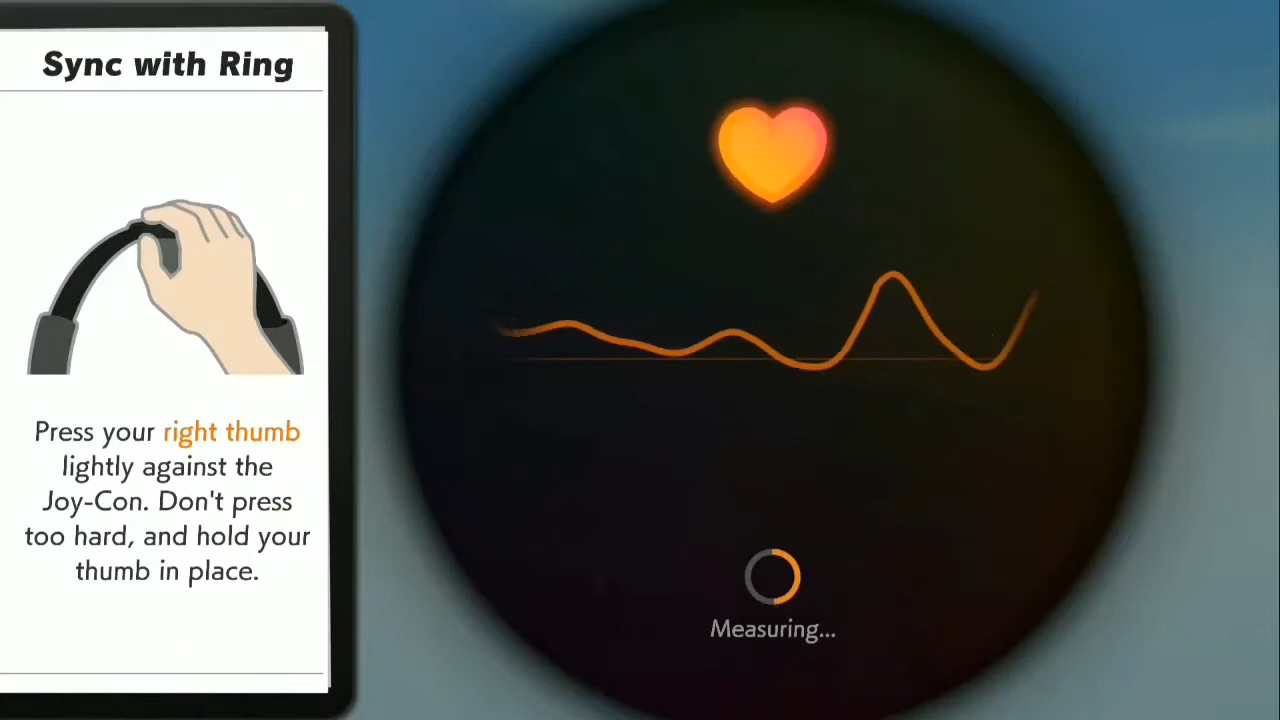 Sync with Ring
Press your right thumb
lightly against the
Joy-Con. Don't press
too hard, and hold your
thumb in place.
Measuring...